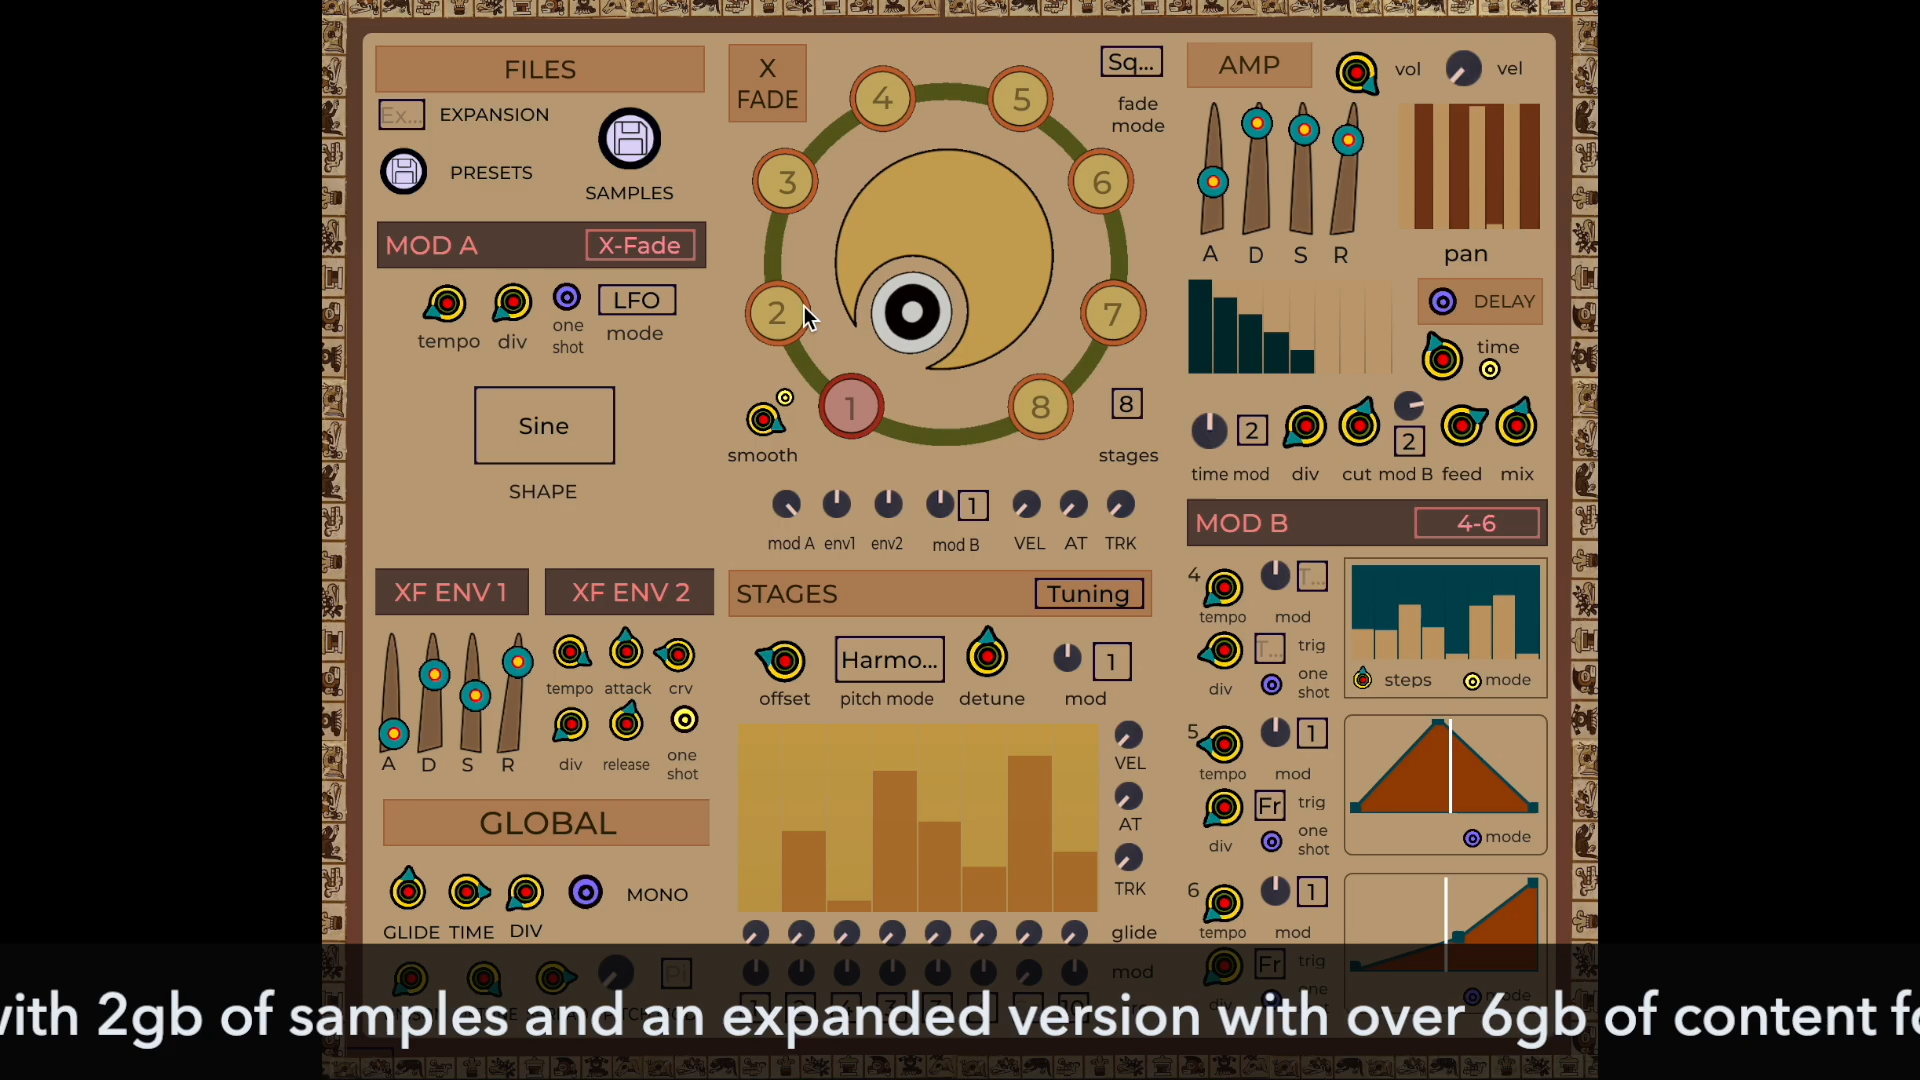 FILES
Ex...
EXPANSION
PRESETS
SAMPLES
MOD A
X-Fade
tempo
div
one
shot
LFO
mode
Sine
SHAPE
XF ENV 1
XF ENV 2
A
D
S
R
tempo
attack
crv
div
release
one
shot
GLOBAL
MONO
GLIDE
TIME
DIV
X
FADE
4
5
3
6
2
7
1
8
Sq...
fade
mode
smooth
8
stages
1
mod A
env1
env2
mod B
VEL
AT
TRK
STAGES
Tuning
offset
Harmo...
pitch mode
detune
1
mod
VEL
AT
TRK
glide
mod
AMP
vol
vel
A
D
S
R
pan
DELAY
time
2
2
time mod
div
cut
mod B
feed
mix
MOD B
4-6
4
tempo
T...
mod
T...
trig
div
one
shot
steps
mode
5
tempo
1
mod
Fr
trig
div
one
shot
mode
6
tempo
1
mod
Fr
trig
div
one
mode
Pi
with 2gb of samples and an expanded version with over 6gb of content